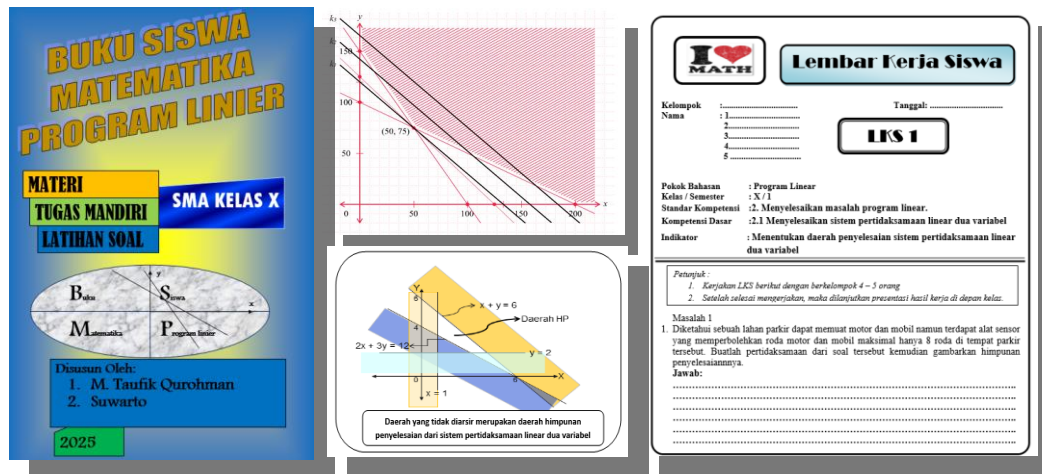 BUKU SISWA
MATEMATIKA
PROGRAM LINIER
MATERI
TUGAS MANDIRI
LATIHAN SOAL
SMA KELAS X
y
x
Buku
Siswa
Matematika
Program linier
Disusun Oleh:
1. M. Taufik Qurohman
2. Suwarto
2025
y
150
100
(50, 75)
50
0
50
100
150
200
x
Y
6
4
x + y = 6
Daerah HP
2x + 3y = 12
y = 2
0
6
X
x = 1
Daerah yang tidak diarsir merupakan daerah himpunan
penyelesaian dari sistem pertidaksamaan linear dua variabel
I
MATH
Lembar Kerja Siswa
Kelompok :..................................
Tanggal: ................................
Nama : 1................................
2................................
3................................
4................................
5 ................................
LKS 1
Pokok Bahasan : Program Linear
Kelas / Semester : X / 1
Standar Kompetensi :2. Menyelesaikan masalah program linear.
Kompetensi Dasar :2.1 Menyelesaikan sistem pertidaksamaan linear dua variabel
Indikator : Menentukan daerah penyelesaian sistem pertidaksamaan linear
dua variabel
Petunjuk :
1. Kerjakan LKS berikut dengan berkelompok 4 – 5 orang
2. Setelah selesai mengerjakan, maka dilanjutkan presentasi hasil kerja di depan kelas.
Masalah 1
1. Diketahui sebuah lahan parkir dapat memuat motor dan mobil namun terdapat alat sensor
yang memperbolehkan roda motor dan mobil maksimal hanya 8 roda di tempat parkir
tersebut. Buatlah pertidaksamaan dari soal tersebut kemudian gambarkan himpunan
penyelesaiannnya.
Jawab: